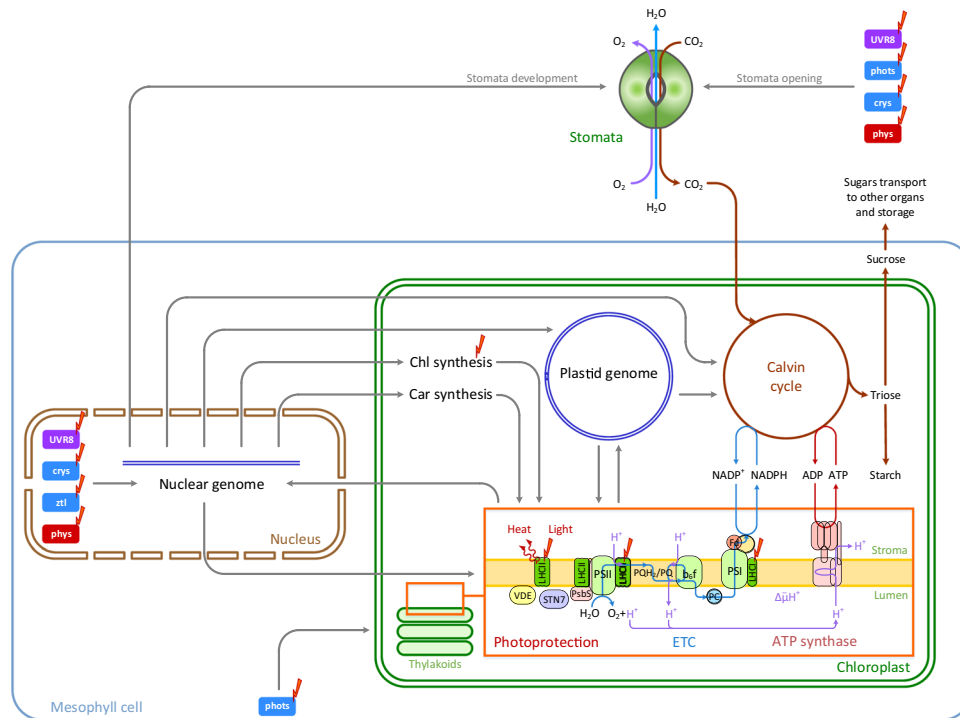 H₂O
O₂
CO₂
UVR8
phots
crys
phys
Stomata development
Stomata opening
Stomata
O₂
CO₂
H₂O
Sugars transport
to other organs
and storage
Sucrose
Chl synthesis
Car synthesis
Plastid genome
Calvin
cycle
Triose
Starch
UVR8
crys
ztl
phys
Nuclear genome
Nucleus
NADP⁺
NADPH
ADP
ATP
Heat
Light
H⁺
H⁺
H⁺
Stroma
Lumen
LHCII
LHCII
PSII
LHCII
PQH₂/PQ
b₆f
PC
PSI
LHCI
VDE
STN7
PsbS
H₂O
O₂+
H⁺
H⁺
Δμ̃H⁺
H⁺
Photoprotection
ETC
ATP synthase
Thylakoids
Chloroplast
phots
Mesophyll cell